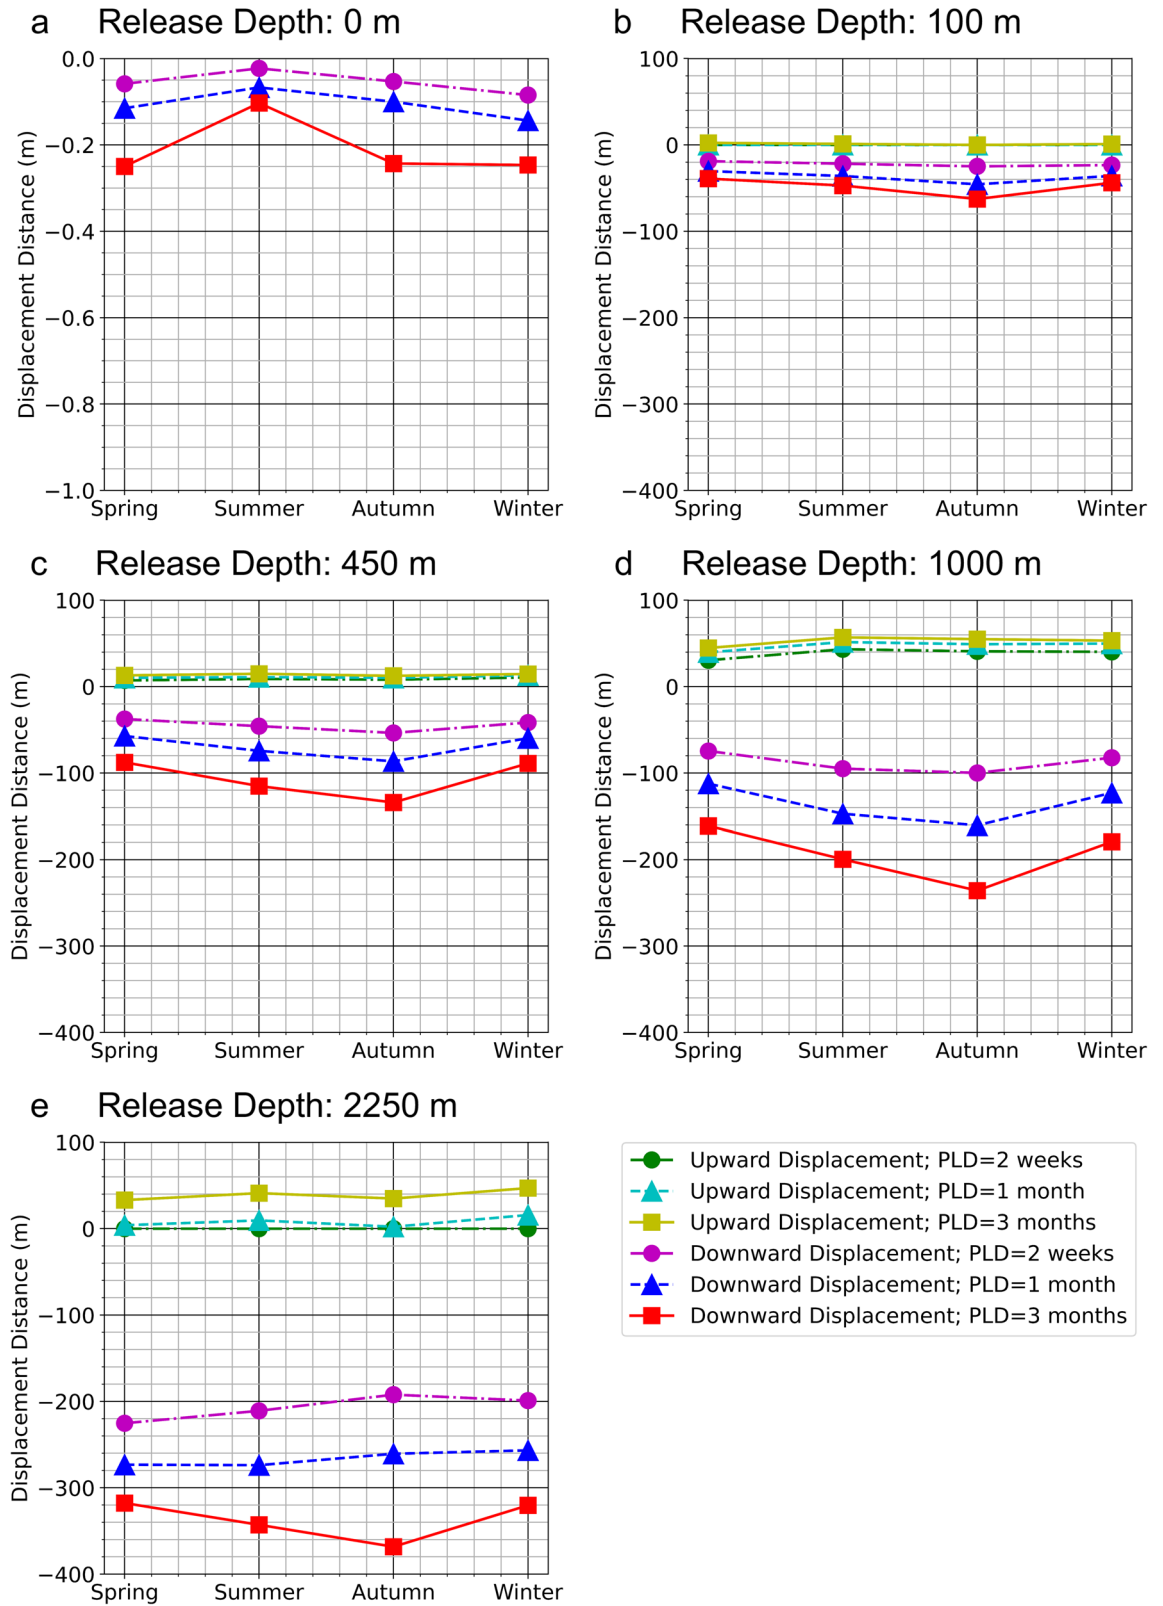 a Release Depth: 0 m
0.0
−0.2
−0.4
−0.6
−0.8
−1.0
Displacement Distance (m)
Spring Summer Autumn Winter
b Release Depth: 100 m
100
0
−100
−200
−300
−400
Displacement Distance (m)
Spring Summer Autumn Winter
c Release Depth: 450 m
100
0
−100
−200
−300
−400
Displacement Distance (m)
Spring Summer Autumn Winter
d Release Depth: 1000 m
100
0
−100
−200
−300
−400
Displacement Distance (m)
Spring Summer Autumn Winter
e Release Depth: 2250 m
100
0
−100
−200
−300
−400
Displacement Distance (m)
Spring Summer Autumn Winter
Upward Displacement; PLD=2 weeks
Upward Displacement; PLD=1 month
Upward Displacement; PLD=3 months
Downward Displacement; PLD=2 weeks
Downward Displacement; PLD=1 month
Downward Displacement; PLD=3 months